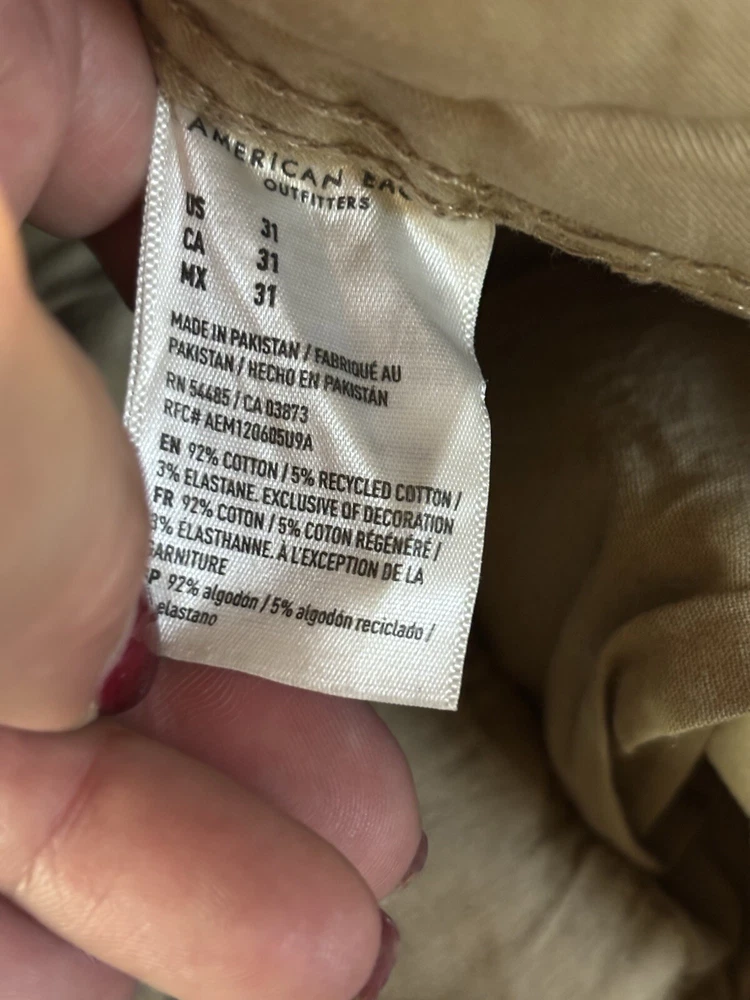 AMERICAN
OUTFITTERS
US 31
CA 31
MX 31
MADE IN PAKISTAN / FABRIQUÉ AU
PAKISTAN / HECHO EN PAKISTÁN
RN 54485 / CA 03873
RFC# AEM120605U9A
EN 92% COTTON / 5% RECYCLED COTTON /
3% ELASTANE. EXCLUSIVE OF DECORATION
FR 92% COTON / 5% COTON RÉGÉNÉRÉ /
3% ÉLASTHANNE. À L'EXCEPTION DE LA
GARNITURE
92% algodón / 5% algodón reciclado /
elastano